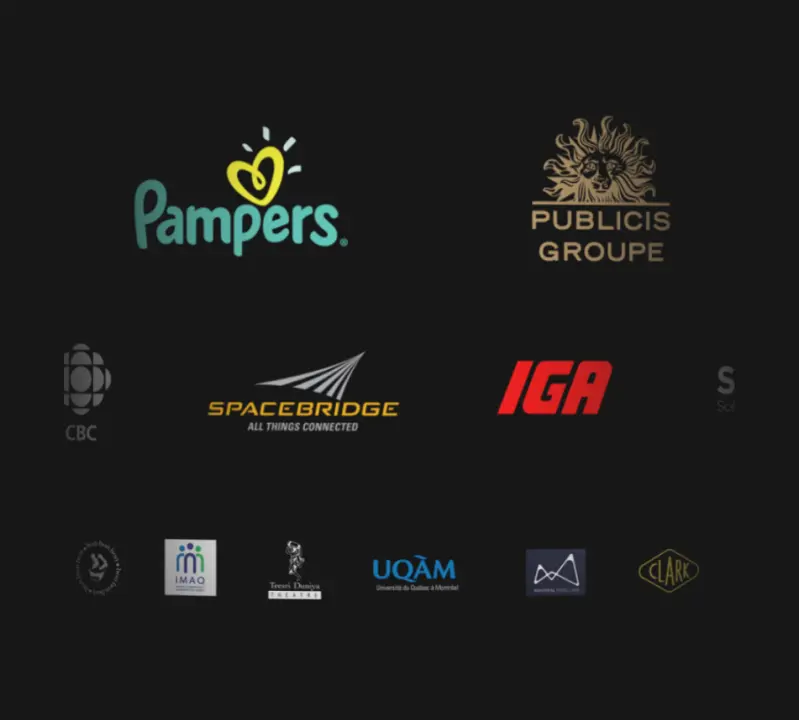 Pampers®
PUBLICIS
GROUPE
CBC
SPACEBRIDGE
ALL THINGS CONNECTED
IGA
S
IMAQ
Teesri Duniya
THEATRE
UQÀM
Université du Québec à Montréal
CLARK